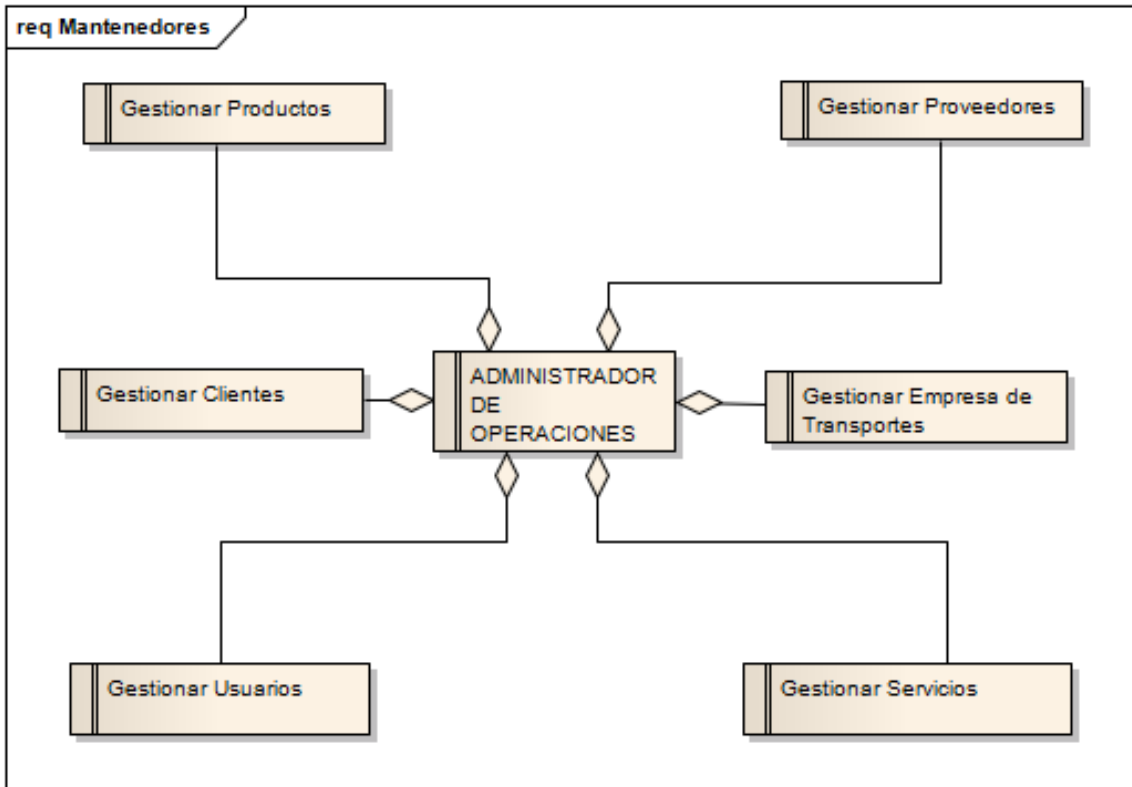 req Mantenedores
Gestionar Productos
Gestionar Proveedores
Gestionar Clientes
ADMINISTRADOR
DE
OPERACIONES
Gestionar Empresa de
Transportes
Gestionar Usuarios
Gestionar Servicios